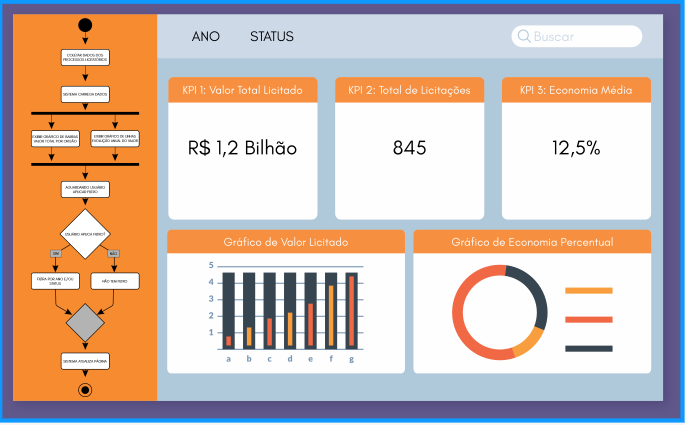 COLETAR DADOS DOS
PROCESSOS LICITATÓRIOS
SISTEMA CARREGA DADOS
EXIBIR GRÁFICO DE BARRAS
VALOR TOTAL POR ÓRGÃO
EXIBIR GRÁFICO DE LINHAS
EVOLUÇÃO ANUAL DO VALOR
AGUARDANDO USUÁRIO
APLICAR FILTRO
USUÁRIO APLICA FILTRO?
SIM
NÃO
FILTRA POR ANO E/OU
STATUS
NÃO TEM FILTRO
SISTEMA ATUALIZA PÁGINA
ANO
STATUS
Buscar
KPI 1: Valor Total Licitado
KPI 2: Total de Licitações
KPI 3: Economia Média
R$ 1,2 Bilhão
845
12,5%
Gráfico de Valor Licitado
Gráfico de Economia Percentual
5
4
3
2
1
a b c d e f g